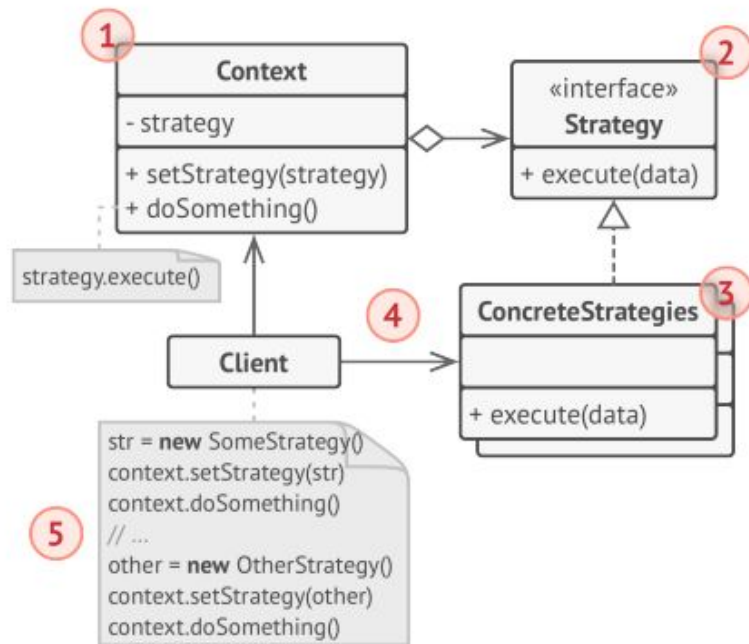 1
Context
- strategy
+ setStrategy(strategy)
+ doSomething()
strategy.execute()
2
«interface»
Strategy
+ execute(data)
3
ConcreteStrategies
+ execute(data)
4
Client
5
str = new SomeStrategy()
context.setStrategy(str)
context.doSomething()
// ...
other = new OtherStrategy()
context.setStrategy(other)
context.doSomething()